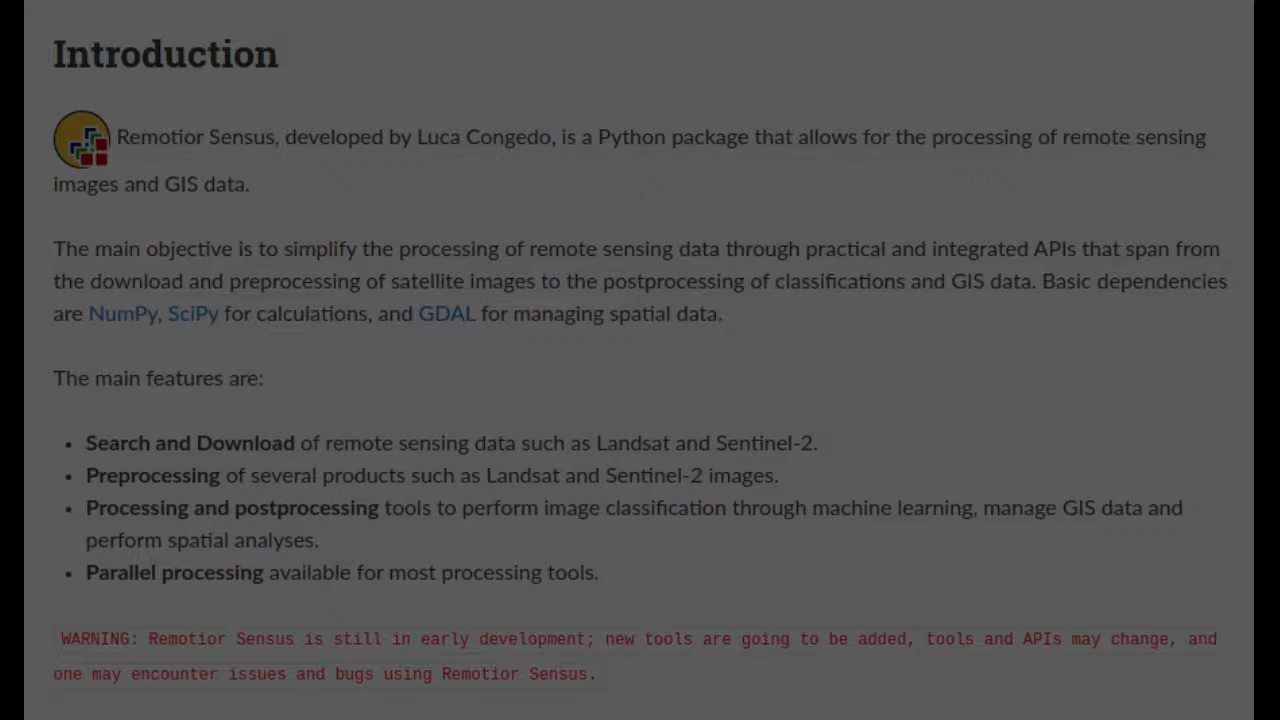 Introduction
Remotior Sensus, developed by Luca Congedo, is a Python package that allows for the processing of remote sensing
images and GIS data.
The main objective is to simplify the processing of remote sensing data through practical and integrated APIs that span from
the download and preprocessing of satellite images to the postprocessing of classifications and GIS data. Basic dependencies
are NumPy, SciPy for calculations, and GDAL for managing spatial data.
The main features are:
• Search and Download of remote sensing data such as Landsat and Sentinel-2.
• Preprocessing of several products such as Landsat and Sentinel-2 images.
• Processing and postprocessing tools to perform image classification through machine learning, manage GIS data and
perform spatial analyses.
• Parallel processing available for most processing tools.
WARNING: Remotior Sensus is still in early development; new tools are going to be added, tools and APIs may change, and
one may encounter issues and bugs using Remotior Sensus.